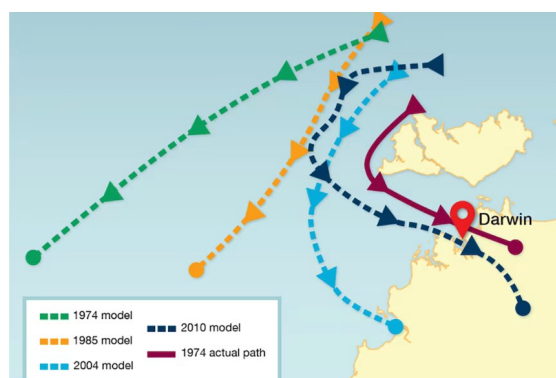 Darwin
1974 model
1985 model
2004 model
2010 model
1974 actual path